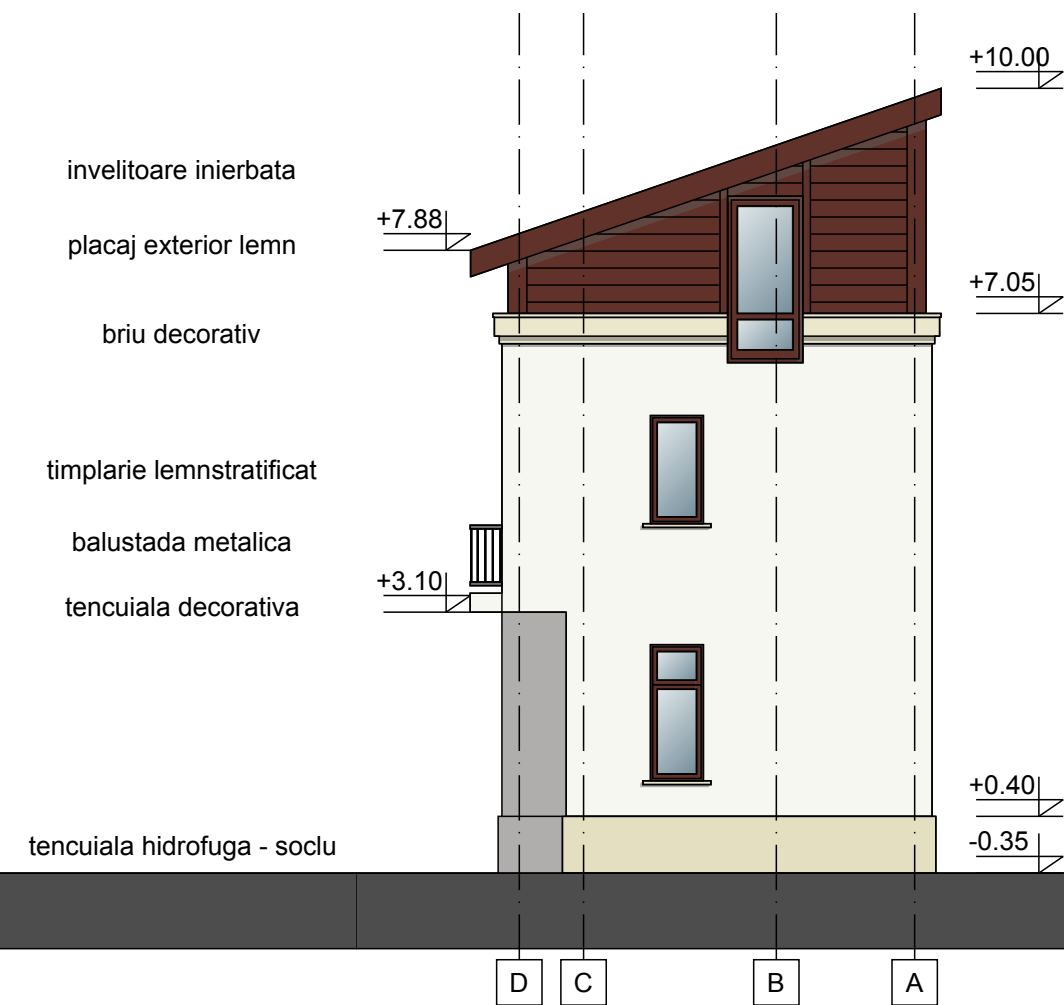 +10.00
invelitoare inierbata
+7.88
placaj exterior lemn
+7.05
briu decorativ
timplarie lemnstratificat
balustada metalica
+3.10
tencuiala decorativa
+0.40
-0.35
tencuiala hidrofuga - soclu
D C B A